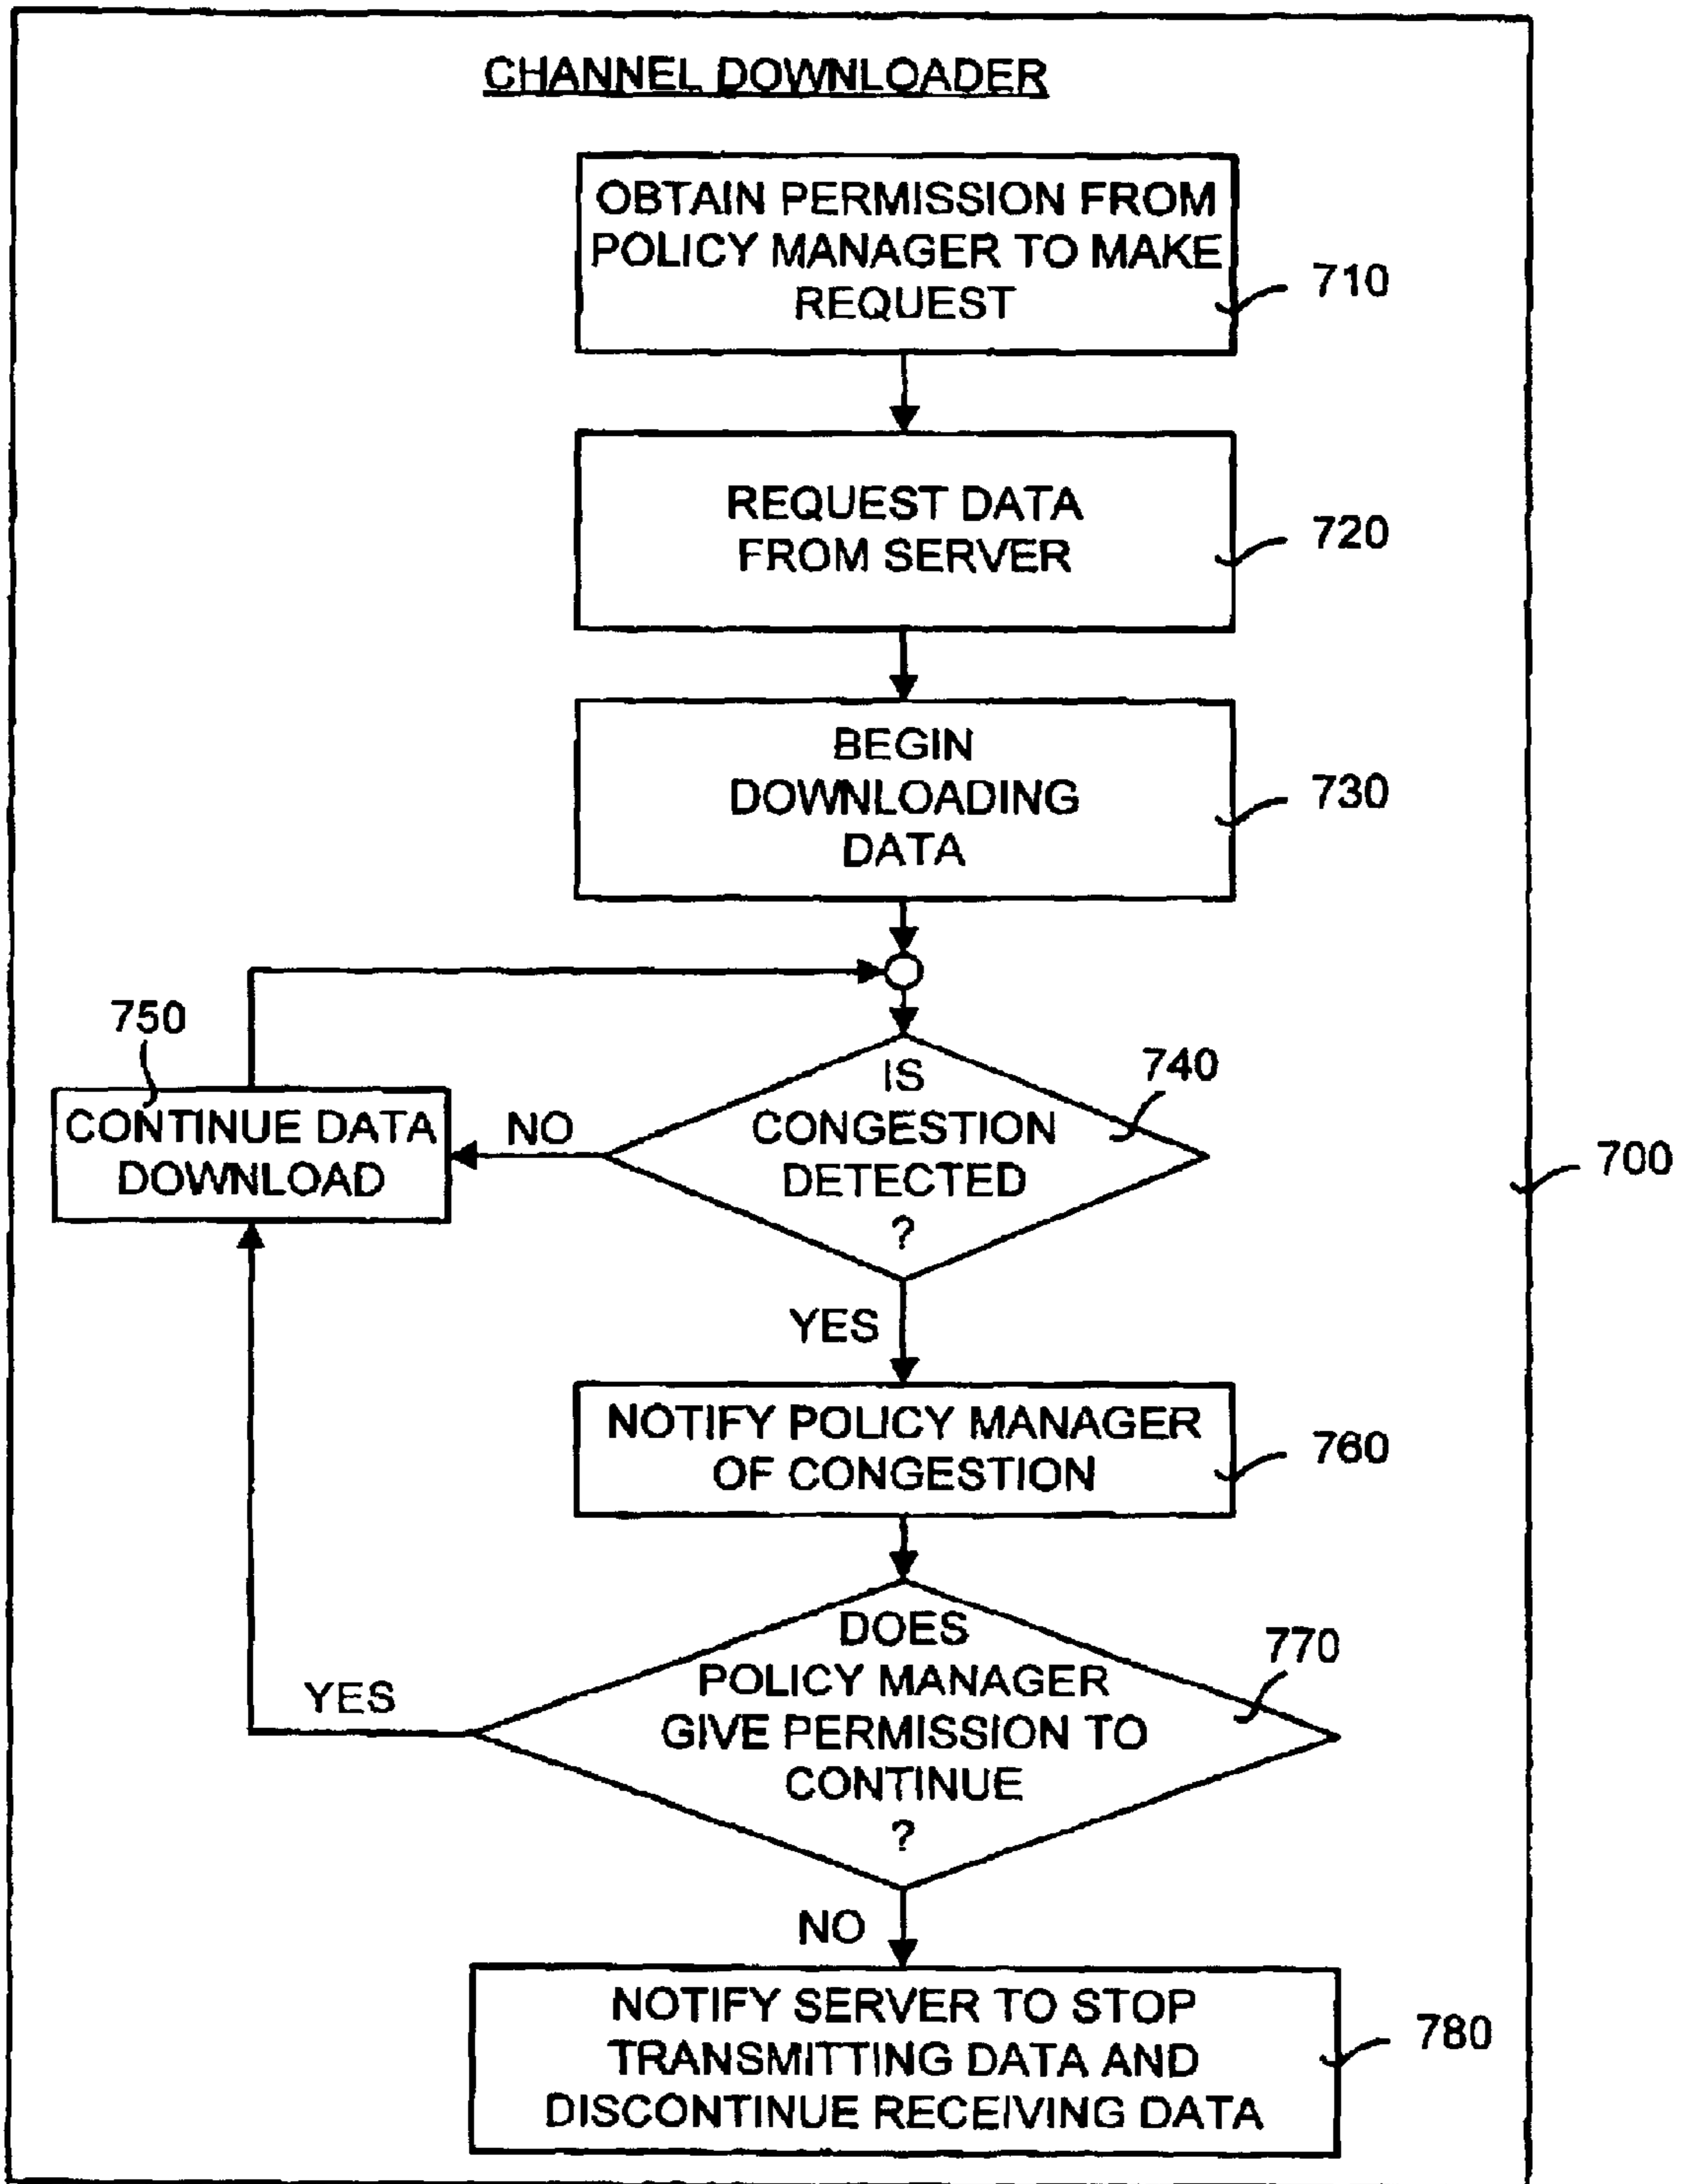 CHANNEL DOWNLOADER
OBTAIN PERMISSION FROM
POLICY MANAGER TO MAKE
REQUEST
710
REQUEST DATA
FROM SERVER
720
BEGIN
DOWNLOADING
DATA
730
750
CONTINUE DATA
DOWNLOAD
NO
IS
CONGESTION
DETECTED
?
740
700
YES
NOTIFY POLICY MANAGER
OF CONGESTION
760
DOES
POLICY MANAGER
GIVE PERMISSION TO
CONTINUE
?
770
YES
NO
NOTIFY SERVER TO STOP
TRANSMITTING DATA AND
DISCONTINUE RECEIVING DATA
780